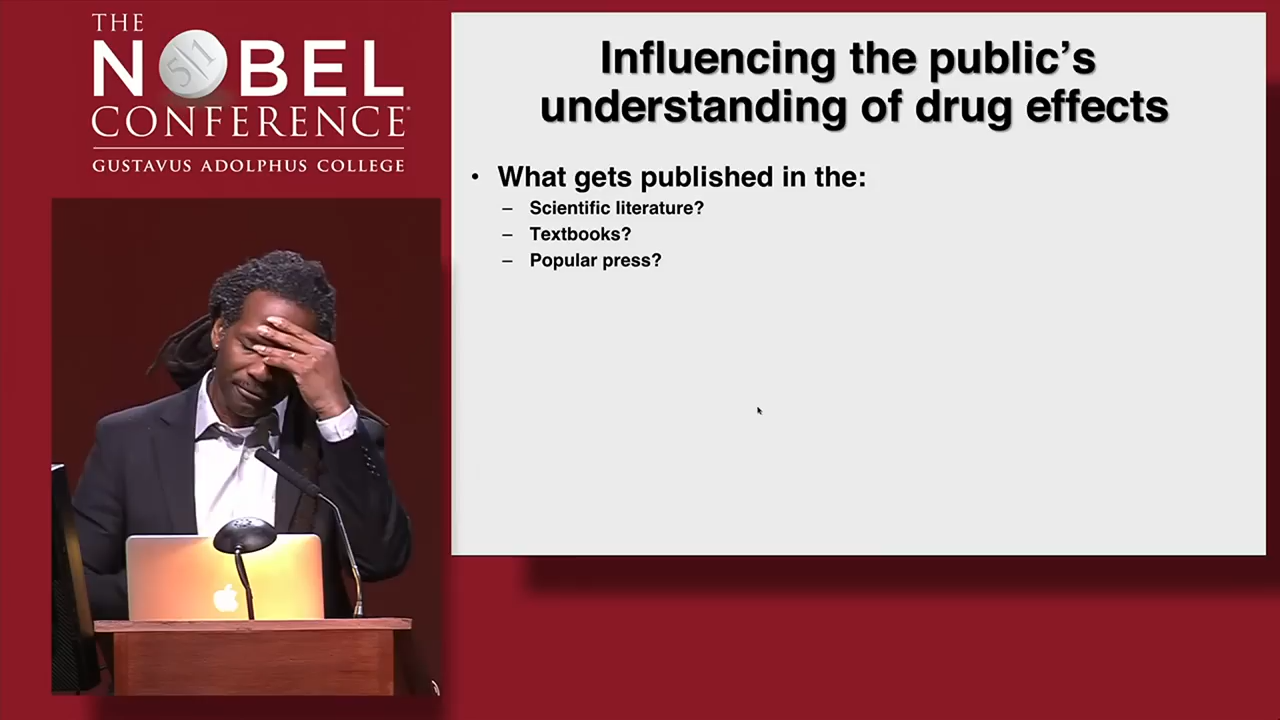 THE
NOBEL
51
CONFERENCE®
GUSTAVUS ADOLPHUS COLLEGE
Influencing the public's
understanding of drug effects
• What gets published in the:
– Scientific literature?
– Textbooks?
– Popular press?